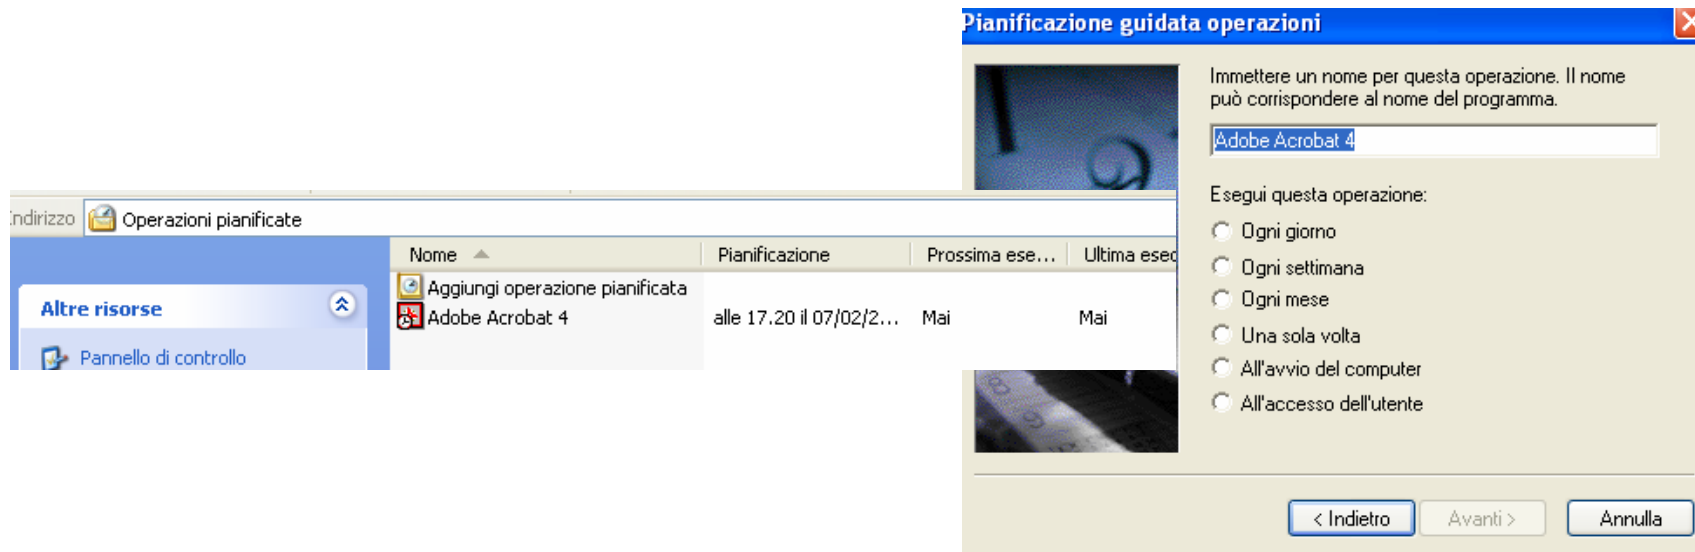 Pianificazione guidata operazioni
Immettere un nome per questa operazione. Il nome
può corrispondere al nome del programma.
Adobe Acrobat 4
Esegui questa operazione:
Ogni giorno
Ogni settimana
Ogni mese
Una sola volta
All'avvio del computer
All'accesso dell'utente
< Indietro Avanti > Annulla
Indirizzo Operazioni pianificate
Nome Pianificazione Prossima ese... Ultima esec
Aggiungi operazione pianificata
Adobe Acrobat 4 alle 17.20 il 07/02/2... Mai Mai
Altre risorse
Pannello di controllo